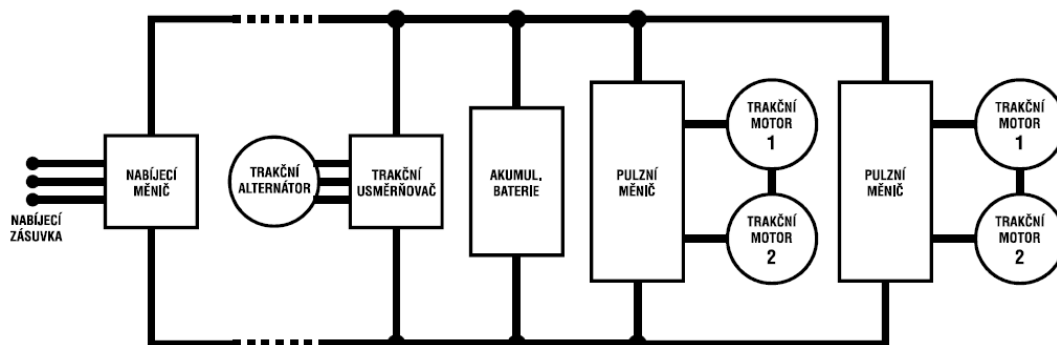 NABÍJECÍ
MĚNIČ
NABÍJECÍ
ZÁSUVKA
TRAKČNÍ
ALTERNÁTOR
TRAKČNÍ
USMĚRŇOVAČ
AKUMUL.
BATERIE
PULZNÍ
MĚNIČ
TRAKČNÍ
MOTOR
1
TRAKČNÍ
MOTOR
2
PULZNÍ
MĚNIČ
TRAKČNÍ
MOTOR
1
TRAKČNÍ
MOTOR
2